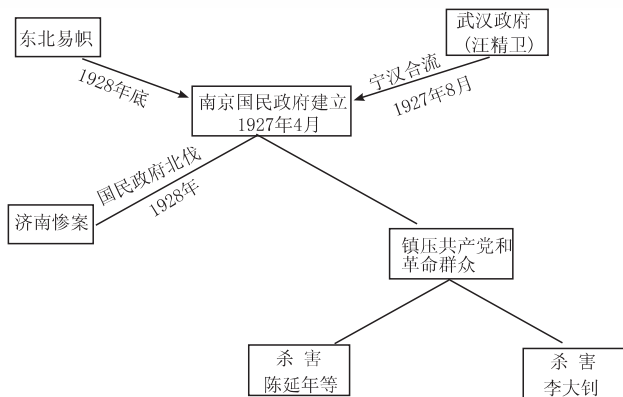 东北易帜
武汉政府
(汪精卫)
1928年底
宁汉合流
1927年8月
南京国民政府建立
1927年4月
国民政府北伐
1928年
济南惨案
镇压共产党和
革命群众
杀 害
陈延年等
杀 害
李大钊